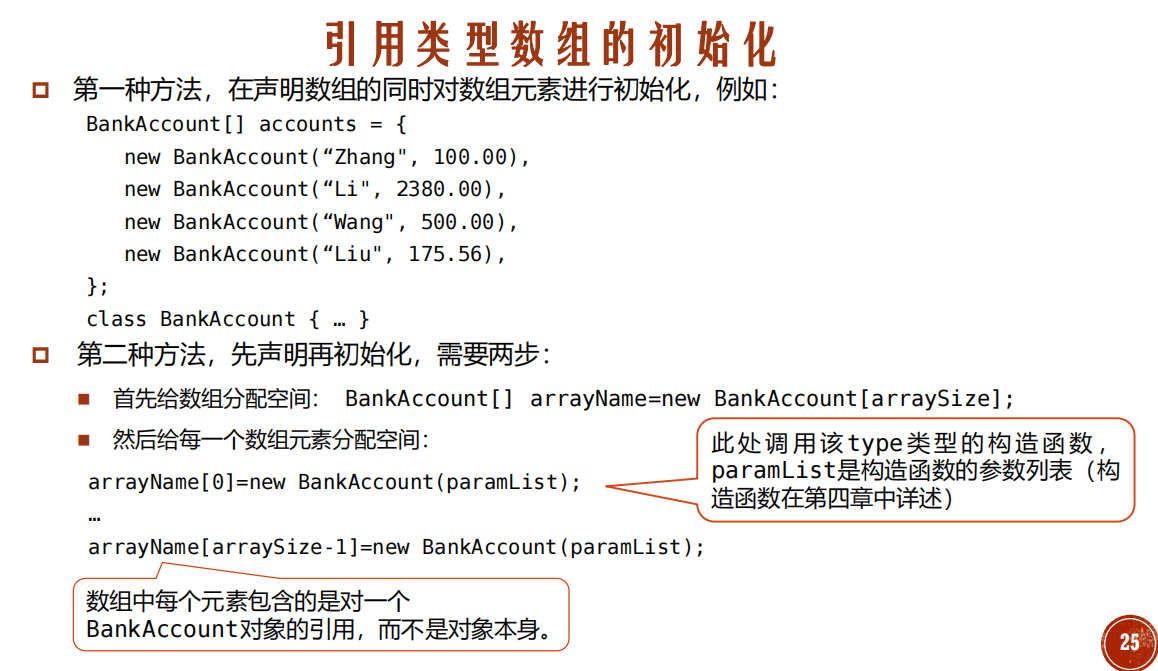 引用类型数组的初始化
第一种方法，在声明数组的同时对数组元素进行初始化，例如：
BankAccount[] accounts = {
new BankAccount(“Zhang", 100.00),
new BankAccount(“Li", 2380.00),
new BankAccount(“Wang", 500.00),
new BankAccount(“Liu", 175.56),
};
class BankAccount { … }
第二种方法，先声明再初始化，需要两步：
首先给数组分配空间： BankAccount[] arrayName=new BankAccount[arraySize];
然后给每一个数组元素分配空间：
此处调用该type类型的构造函数，
paramList是构造函数的参数列表（构
造函数在第四章中详述）
arrayName[0]=new BankAccount(paramList);
…
arrayName[arraySize-1]=new BankAccount(paramList);
数组中每个元素包含的是对一个
BankAccount对象的引用，而不是对象本身。
25